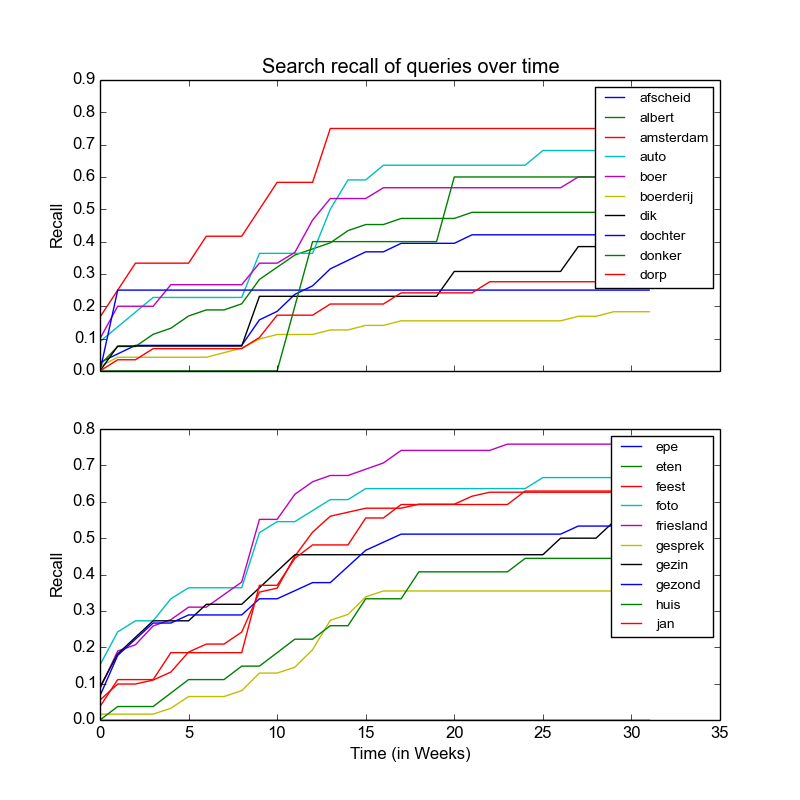 Search recall of queries over time
0.9
0.8
0.7
0.6
0.5
0.4
0.3
0.2
0.1
0.0
Recall
afscheid
albert
amsterdam
auto
boer
boerderij
dik
dochter
donker
dorp
0.8
0.7
0.6
0.5
0.4
0.3
0.2
0.1
0.0
Recall
epe
eten
feest
foto
friesland
gesprek
gezin
gezond
huis
jan
0 5 10 15 20 25 30 35
Time (in Weeks)